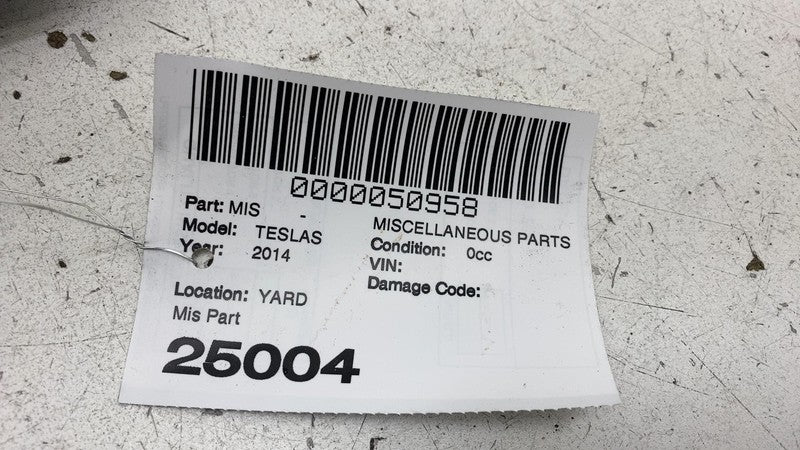 0000050958
Part: MIS - MISCELLANEOUS PARTS
Model: TESLAS Condition: 0cc
Year: 2014 VIN:
Damage Code:
Location: YARD
Mis Part
25004